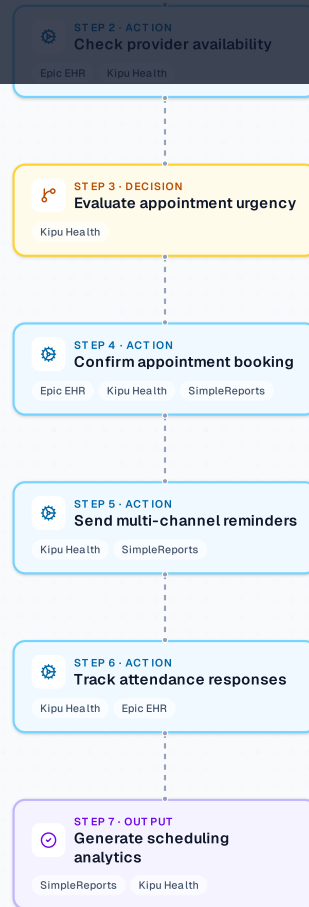 STEP 2 · ACTION
Check provider availability
Epic EHR Kipu Health
STEP 3 · DECISION
Evaluate appointment urgency
Kipu Health
STEP 4 · ACTION
Confirm appointment booking
Epic EHR Kipu Health SimpleReports
STEP 5 · ACTION
Send multi-channel reminders
Kipu Health SimpleReports
STEP 6 · ACTION
Track attendance responses
Kipu Health Epic EHR
STEP 7 · OUTPUT
Generate scheduling
analytics
SimpleReports Kipu Health